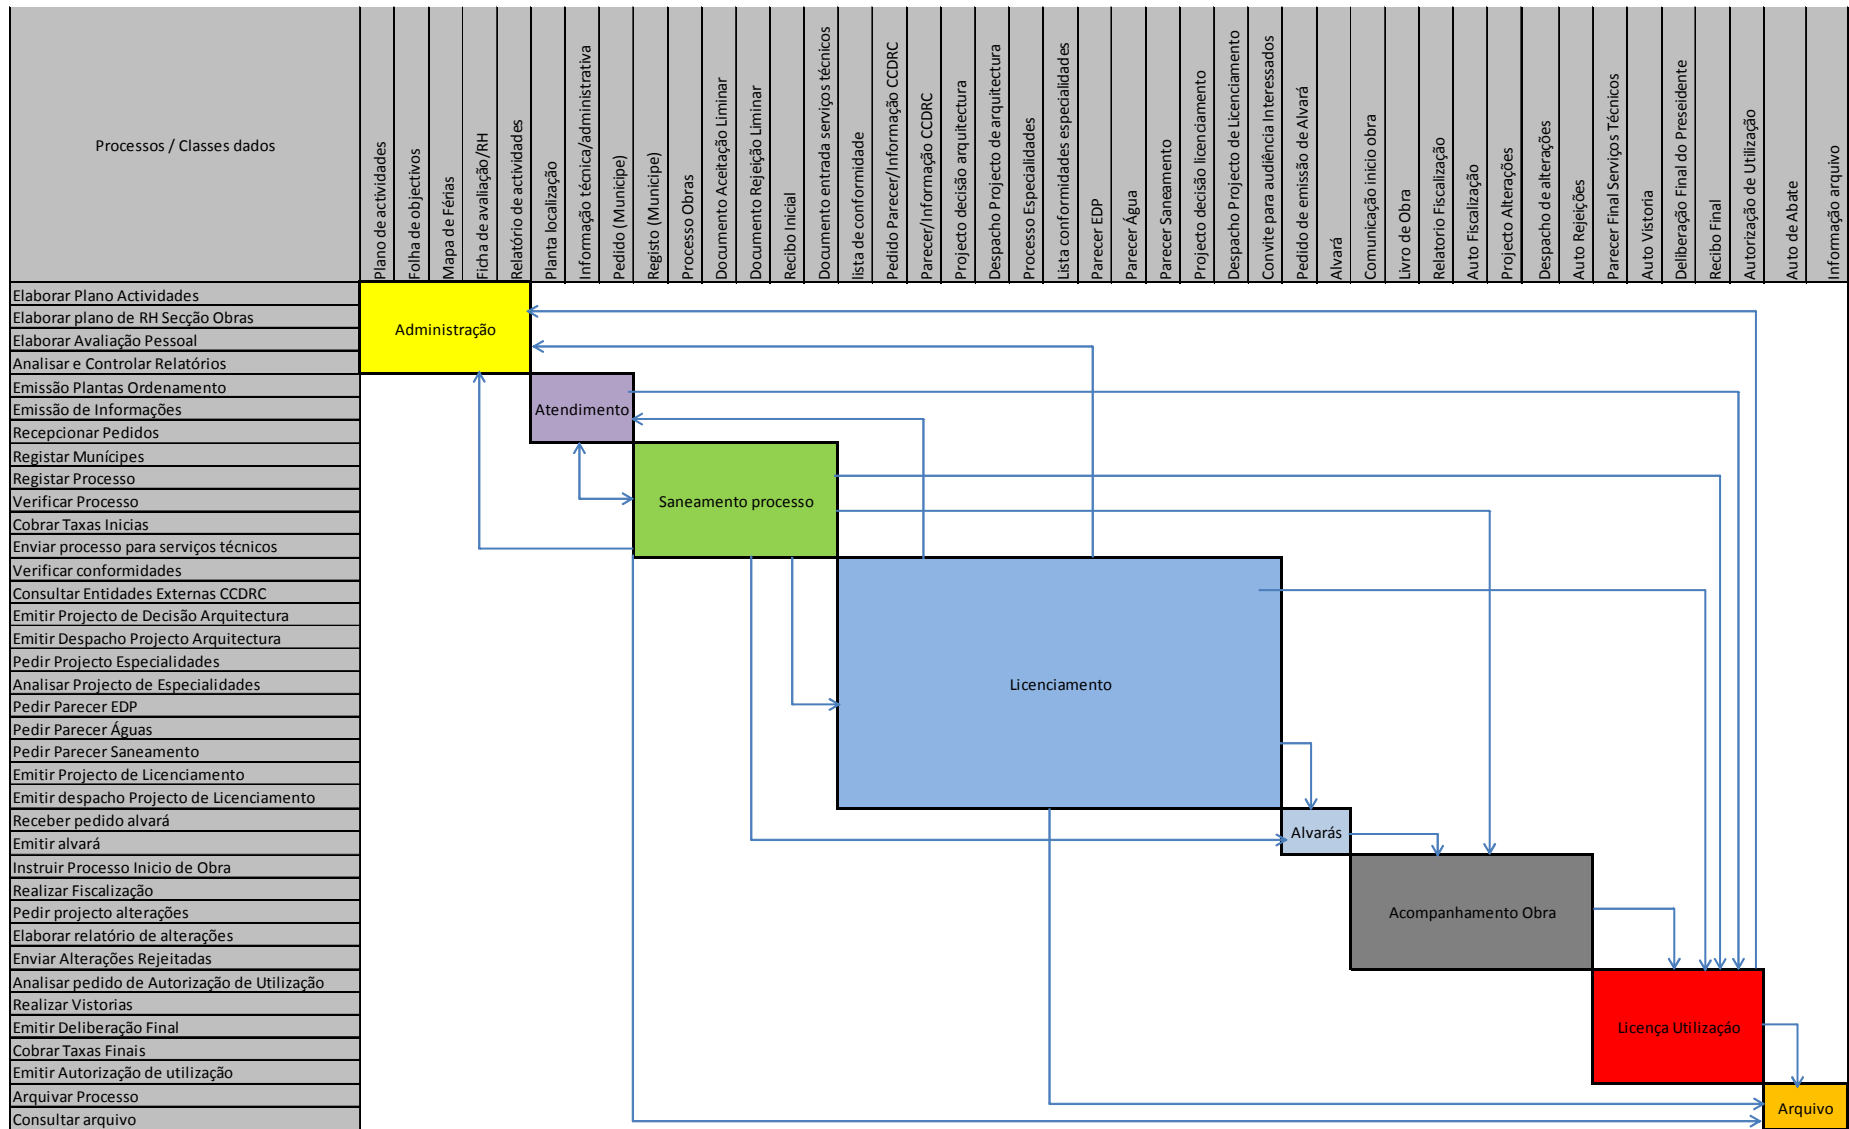 Processos / Classes dados
Plano de actividades
Folha de objectivos
Mapa de Férias
Ficha de avaliação/RH
Relatório de actividades
Planta localização
Informação técnica/administrativa
Pedido (Municipe)
Registo (Municipe)
Processo Obras
Documento Aceitação Liminar
Documento Rejeição Liminar
Recibo Inicial
Documento entrada serviços técnicos
lista de conformidade
Pedido Parecer/Informação CCDRC
Parecer/Informação CCDRC
Projecto decisão arquitectura
Despacho Projecto de arquitectura
Processo Especialidades
Lista conformidades especialidades
Parecer EDP
Parecer Água
Parecer Saneamento
Projecto decisão licenciamento
Despacho Projecto de Licenciamento
Convite para audiência Interessados
Pedido de emissão de Alvará
Alvará
Comunicação inicio obra
Livro de Obra
Relatorio Fiscalização
Auto Fiscalização
Projecto Alterações
Despacho de alterações
Auto Rejeições
Parecer Final Serviços Técnicos
Auto Vistoria
Deliberação Final do Presidente
Recibo Final
Autorização de Utilização
Auto de Abate
Informação arquivo
Elaborar Plano Actividades
Elaborar plano de RH Secção Obras
Administração
Elaborar Avaliação Pessoal
Analisar e Controlar Relatórios
Emissão Plantas Ordenamento
Emissão de Informações
Atendimento
Recepcionar Pedidos
Registar Munícipes
Registar Processo
Verificar Processo
Saneamento processo
Cobrar Taxas Inicias
Enviar processo para serviços técnicos
Verificar conformidades
Consultar Entidades Externas CCDRC
Emitir Projecto de Decisão Arquitectura
Emitir Despacho Projecto Arquitectura
Pedir Projecto Especialidades
Analisar Projecto de Especialidades
Licenciamento
Pedir Parecer EDP
Pedir Parecer Águas
Pedir Parecer Saneamento
Emitir Projecto de Licenciamento
Emitir despacho Projecto de Licenciamento
Receber pedido alvará
Emitir alvará
Alvarás
Instruir Processo Inicio de Obra
Realizar Fiscalização
Pedir projecto alterações
Acompanhamento Obra
Elaborar relatório de alterações
Enviar Alterações Rejeitadas
Analisar pedido de Autorização de Utilização
Realizar Vistorias
Emitir Deliberação Final
Licença Utilização
Cobrar Taxas Finais
Emitir Autorização de utilização
Arquivar Processo
Arquivo
Consultar arquivo